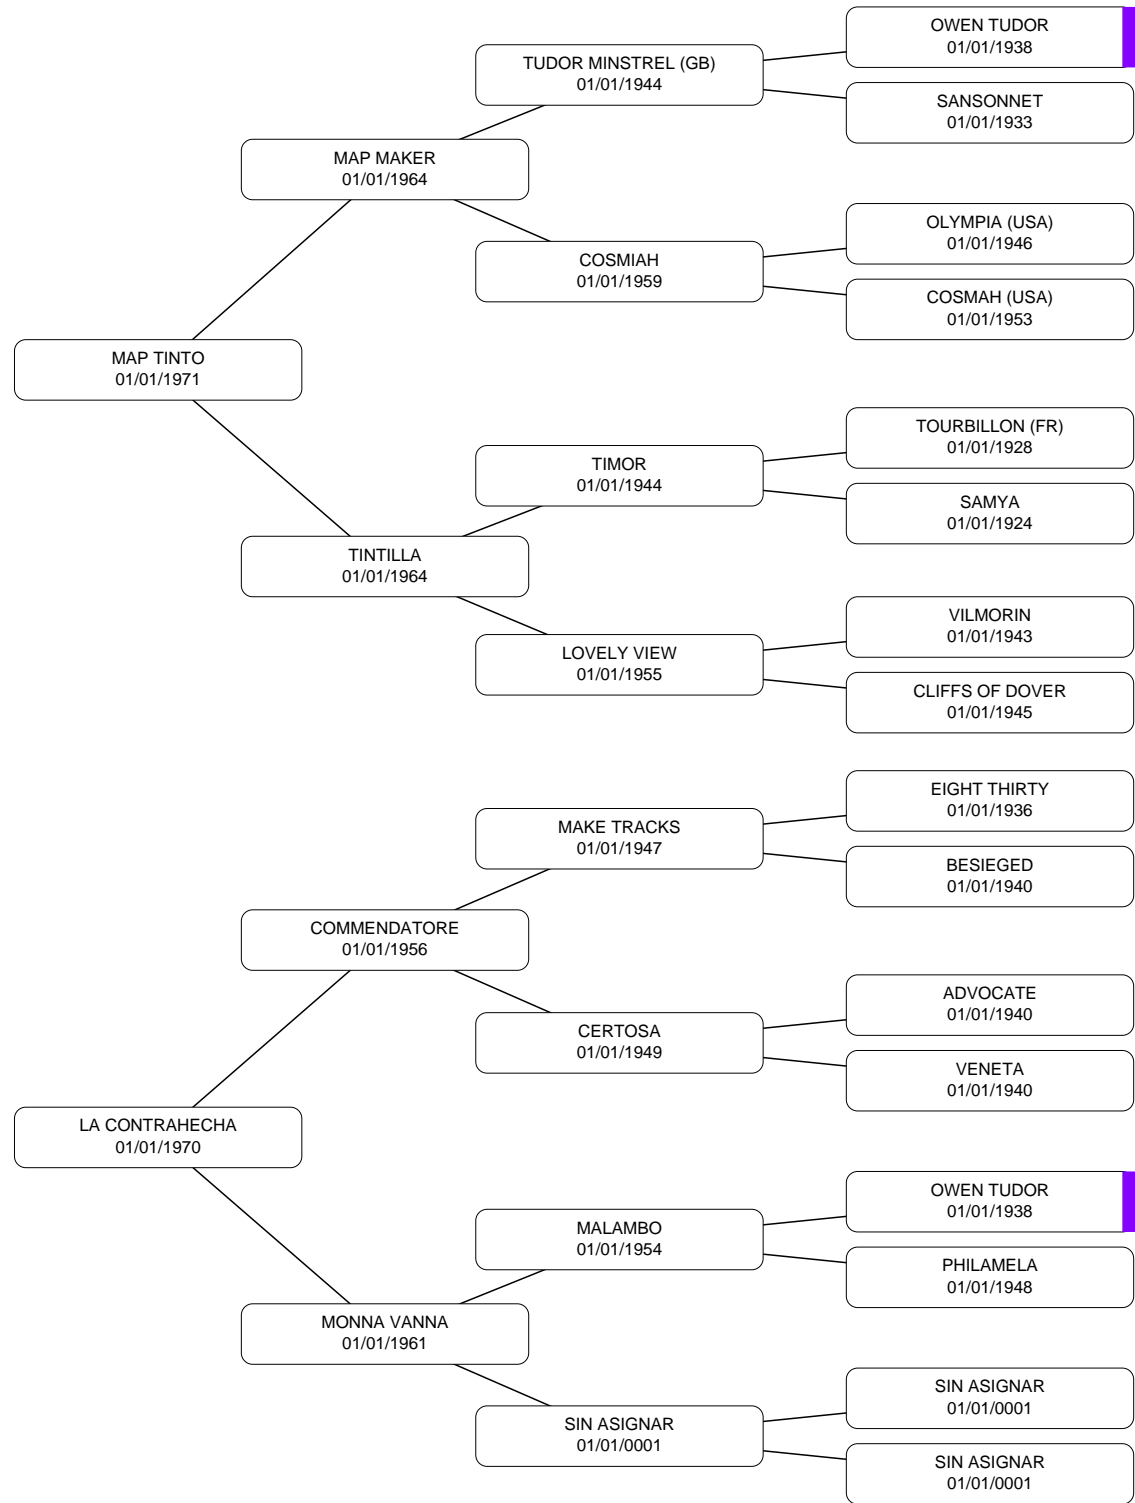 OWEN TUDOR
01/01/1938
TUDOR MINSTREL (GB)
01/01/1944
SANSONNET
01/01/1933
MAP MAKER
01/01/1964
OLYMPIA (USA)
01/01/1946
COSMIAH
01/01/1959
COSMAH (USA)
01/01/1953
MAP TINTO
01/01/1971
TOURBILLON (FR)
01/01/1928
TIMOR
01/01/1944
SAMYA
01/01/1924
TINTILLA
01/01/1964
VILMORIN
01/01/1943
LOVELY VIEW
01/01/1955
CLIFFS OF DOVER
01/01/1945
EIGHT THIRTY
01/01/1936
MAKE TRACKS
01/01/1947
BESIEGED
01/01/1940
COMMENDATORE
01/01/1956
ADVOCATE
01/01/1940
CERTOSA
01/01/1949
VENETA
01/01/1940
LA CONTRAHECHA
01/01/1970
OWEN TUDOR
01/01/1938
MALAMBO
01/01/1954
PHILAMELA
01/01/1948
MONNA VANNA
01/01/1961
SIN ASIGNAR
01/01/0001
SIN ASIGNAR
01/01/0001
SIN ASIGNAR
01/01/0001